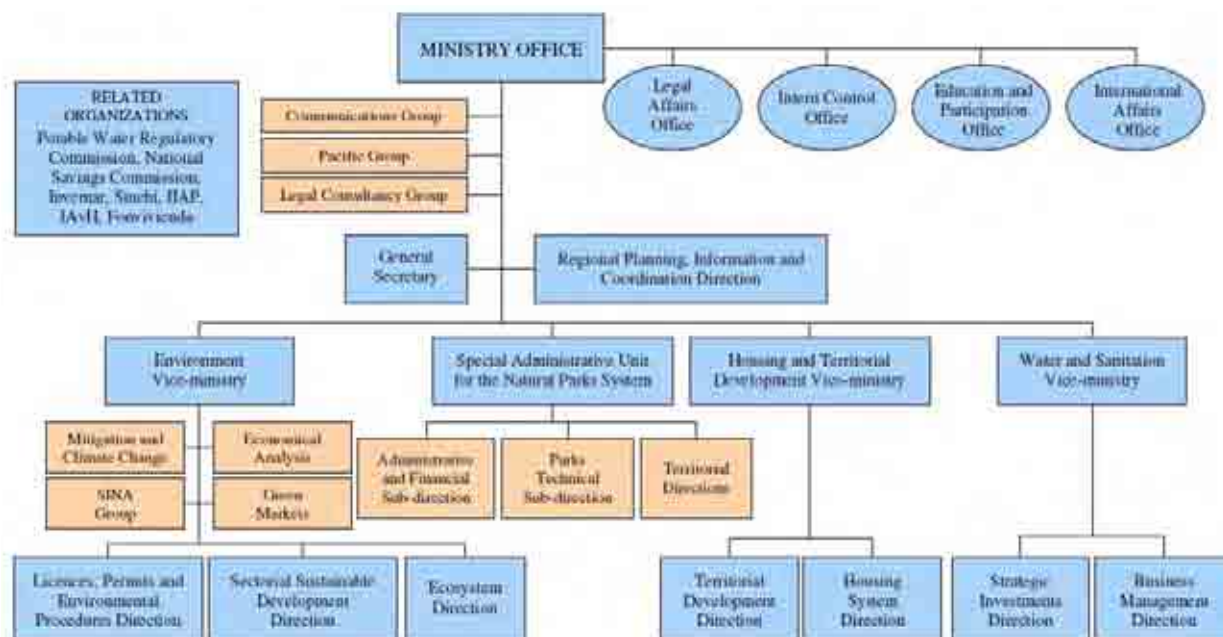 MINISTRY OFFICE
Legal
Affairs
Office
Intern Control
Office
Education and
Participation
Office
International
Affairs
Office
RELATED
ORGANIZATIONS
Potable Water Regulatory
Commission, National
Savings Commission,
Invemar, Sinchi, IIAP,
IAvH, Fonvivienda
Communications Group
Pacific Group
Legal Consultancy Group
General
Secretary
Regional Planning, Information and
Coordination Direction
Environment
Vice-ministry
Special Administrative Unit
for the Natural Parks System
Housing and Territorial
Development Vice-ministry
Water and Sanitation
Vice-ministry
Mitigation and
Climate Change
Economical
Analysis
SINA
Group
Green
Markets
Administrative
and Financial
Sub-direction
Parks
Technical
Sub-direction
Territorial
Directions
Licences, Permits and
Environmental
Procedures Direction
Sectorial Sustainable
Development
Direction
Ecosystem
Direction
Territorial
Development
Direction
Housing
System
Direction
Strategic
Investments
Direction
Business
Management
Direction